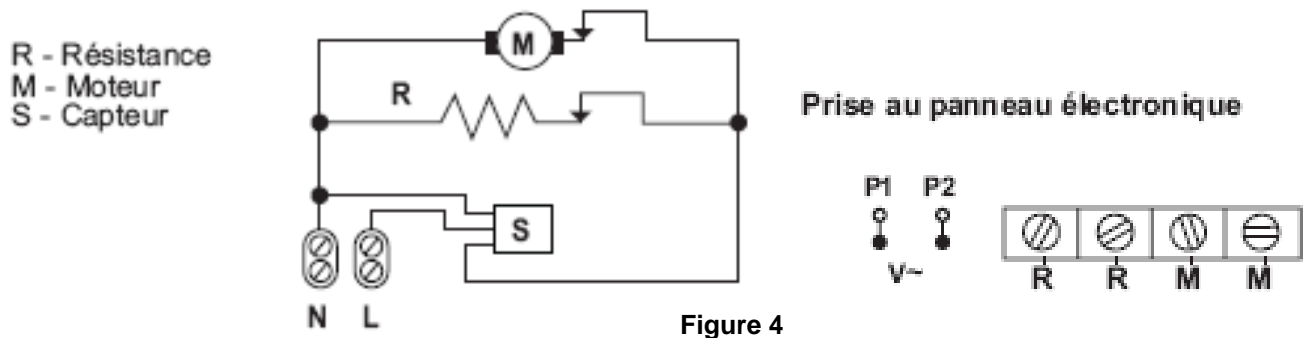 R - Résistance
M - Moteur
S - Capteur
M
R
S
N L
Prise au panneau électronique
P1 P2
V~
R R M M
Figure 4